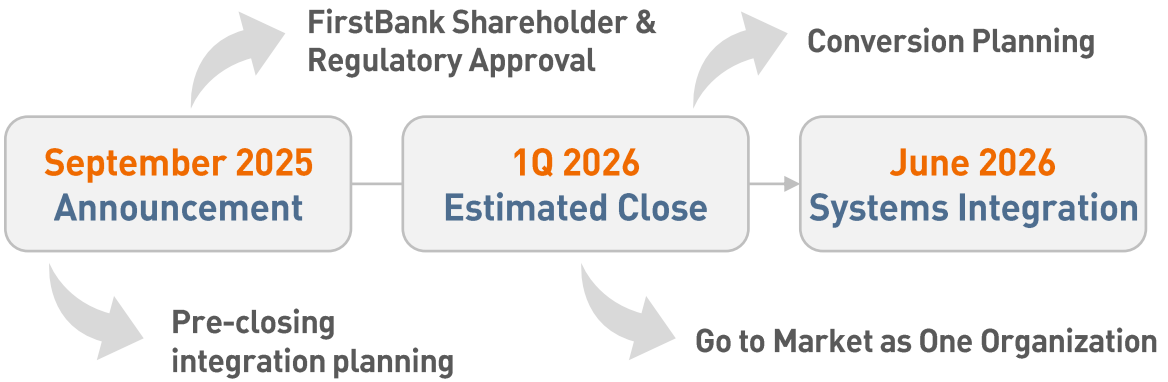 FirstBank Shareholder &
Regulatory Approval
Conversion Planning
September 2025
Announcement
1Q 2026
Estimated Close
June 2026
Systems Integration
Pre-closing
integration planning
Go to Market as One Organization